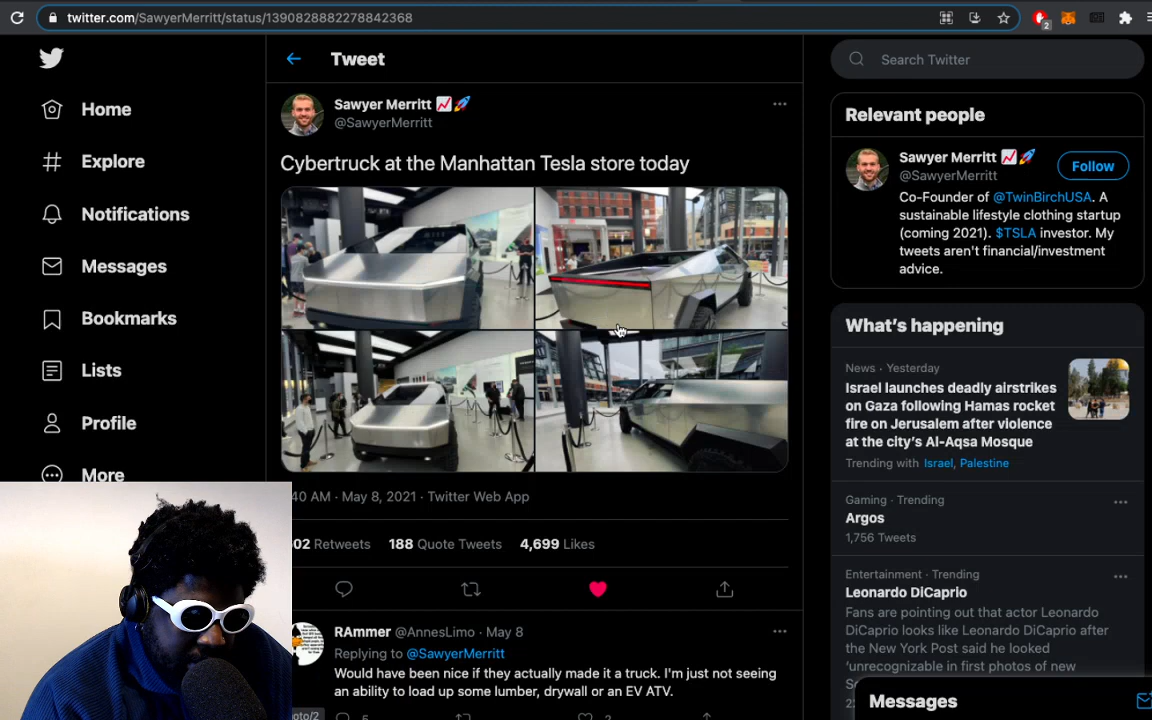 twitter.com/SawyerMerritt/status/1390828882278842368
2
Home
Explore
Notifications
Messages
Bookmarks
Lists
Profile
More
Tweet
Sawyer Merritt
@SawyerMerritt
Cybertruck at the Manhattan Tesla store today
40 AM · May 8, 2021 · Twitter Web App
02 Retweets 188 Quote Tweets 4,699 Likes
RAmmer @AnnesLimo · May 8
Replying to @SawyerMerritt
Would have been nice if they actually made it a truck. I'm just not seeing
an ability to load up some lumber, drywall or an EV ATV.
oto/2
5
2
Search Twitter
Relevant people
Sawyer Merritt
@SawyerMerritt
Follow
Co-Founder of @TwinBirchUSA. A
sustainable lifestyle clothing startup
(coming 2021). $TSLA investor. My
tweets aren't financial/investment
advice.
What's happening
News · Yesterday
Israel launches deadly airstrikes
on Gaza following Hamas rocket
fire on Jerusalem after violence
at the city's Al-Aqsa Mosque
Trending with Israel, Palestine
Gaming · Trending
Argos
1,756 Tweets
Entertainment · Trending
Leonardo DiCaprio
Fans are pointing out that actor Leonardo
DiCaprio looks like Leonardo DiCaprio after
the New York Post said he looked
'unrecognizable in first photos of new
Messages